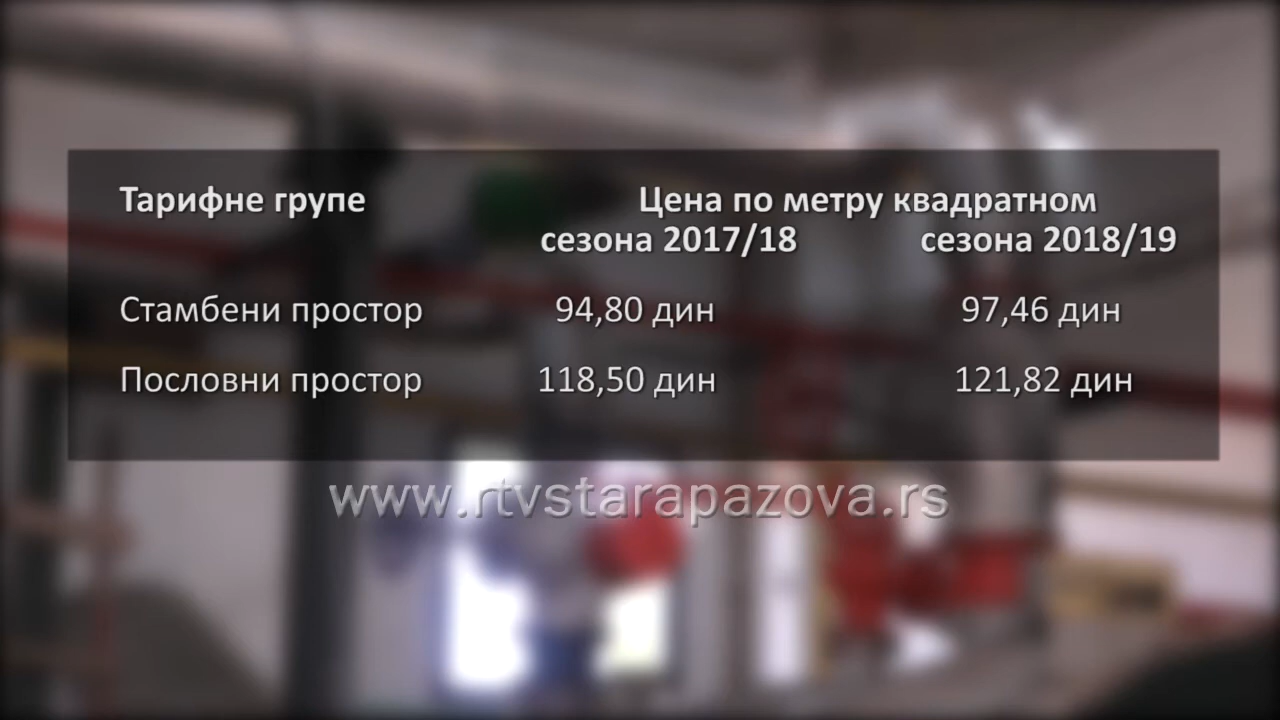 Тарифне групе Цена по метру квадратном
сезона 2017/18 сезона 2018/19
Стамбени простор 94,80 дин 97,46 дин
Пословни простор 118,50 дин 121,82 дин
www.rtvstarapazova.rs